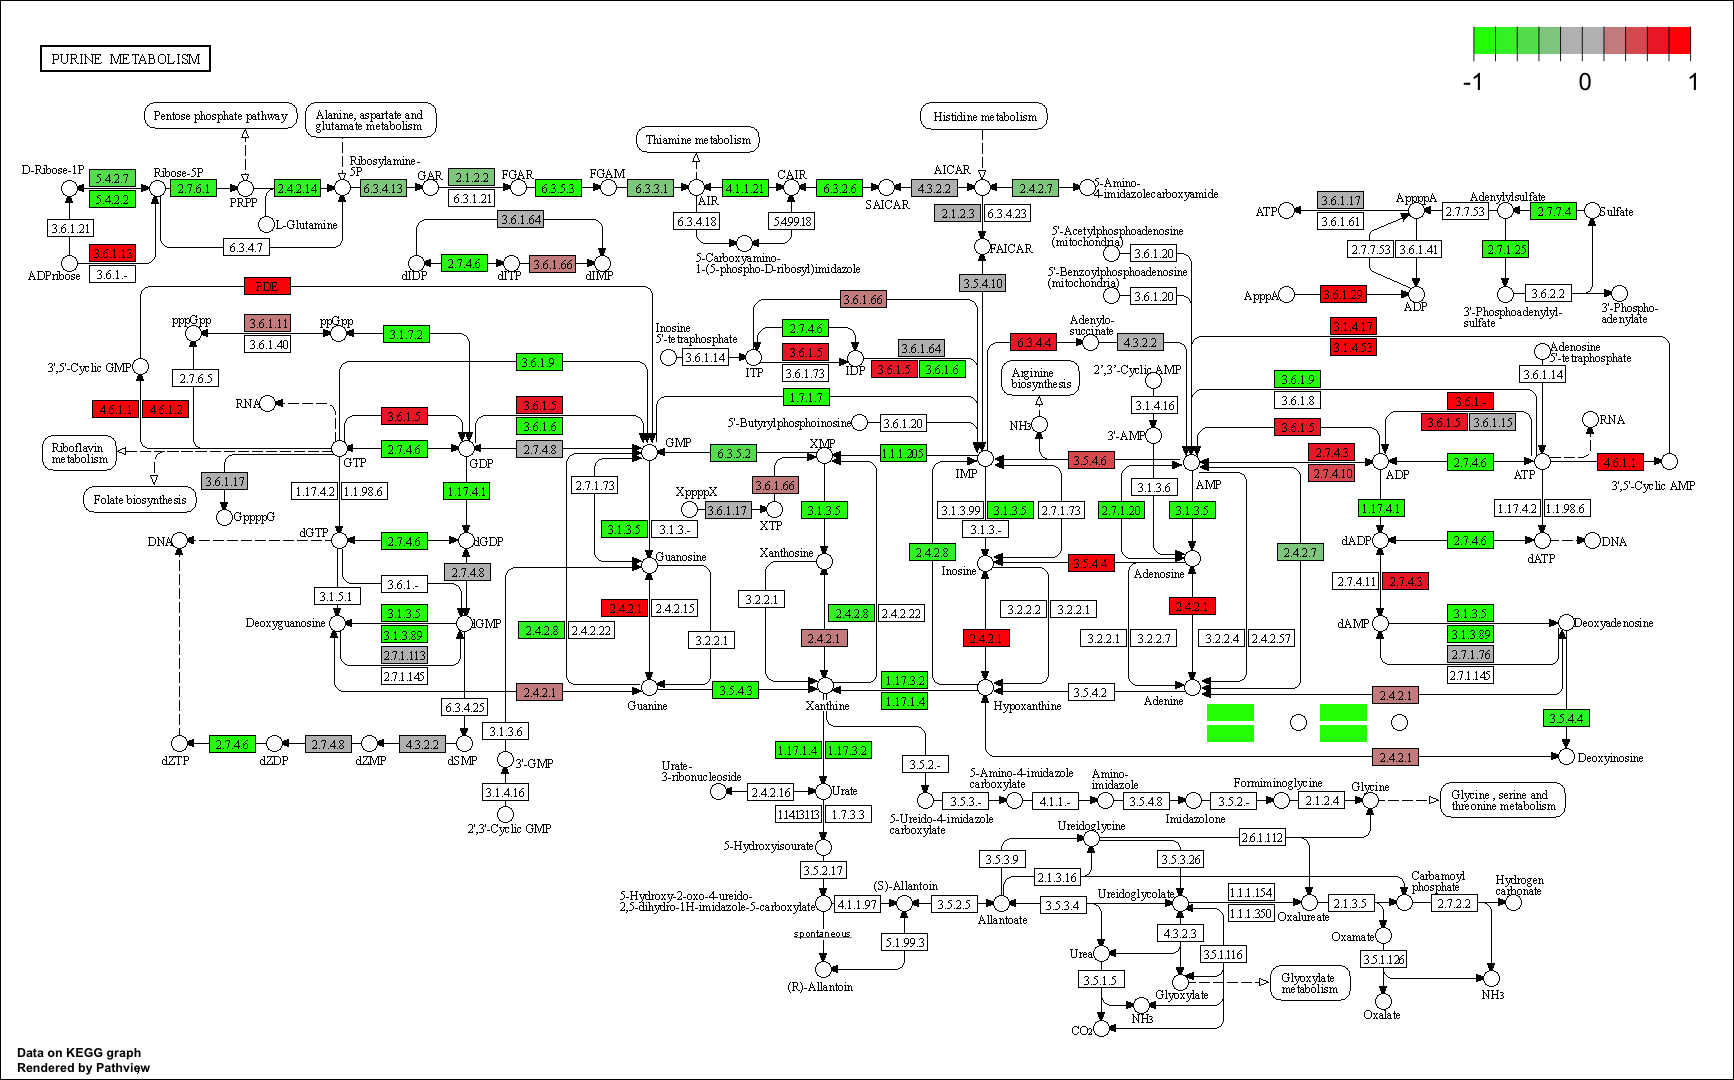 PURINE METABOLISM
-1 0 1
Pentose phosphate pathway
Alanine, aspartate and
glutamate metabolism
Thiamine metabolism
Histidine metabolism
D-Ribose-1P
5.4.2.7
5.4.2.2
Ribose-5P
2.7.6.1
PRPP
2.4.2.14
Ribosylamine-
5P
6.3.4.13
GAR
2.1.2.2
6.3.1.21
FGAR
6.3.5.3
FGAM
6.3.3.1
AIR
4.1.1.21
CAIR
6.3.2.6
SAICAR
4.3.2.2
AICAR
2.4.2.7
5-Amino-
4-imidazolecarboxyamide
3.6.1.21
L-Glutamine
6.3.4.7
3.6.1.13
3.6.1.-
ADPribose
3.6.1.64
dIDP
2.7.4.6
dITP
3.6.1.66
dIMP
6.3.4.18
5.4.99.18
5-Carboxyamino-
1-(5-phospho-D-ribosyl)imidazole
2.1.2.3
6.3.4.23
FAICAR
3.5.4.10
5'-Acetylphosphoadenosine
(mitochondria)
3.6.1.20
5'-Benzoylphosphoadenosine
(mitochondria)
3.6.1.20
ATP
3.6.1.17
3.6.1.61
AppppA
2.7.7.53
Adenylylsulfate
2.7.7.4
Sulfate
2.7.7.53
3.6.1.41
2.7.1.25
ApppA
3.6.1.29
ADP
3.6.2.2
3'-Phosphoadenylyl-
sulfate
3'-Phospho-
adenylate
PDE
pppGpp
3.6.1.11
3.6.1.40
ppGpp
3.1.7.2
3.6.1.9
3',5'-Cyclic GMP
2.7.6.5
4.6.1.1
4.6.1.2
RNA
3.6.1.5
2.7.4.6
3.6.1.5
3.6.1.6
2.7.4.8
Riboflavin
metabolism
Folate biosynthesis
GTP
GDP
GMP
3.6.1.17
GppppG
1.17.4.2
1.1.98.6
1.17.4.1
Inosine
5'-tetraphosphate
3.6.1.14
ITP
3.6.1.66
2.7.4.6
3.6.1.5
3.6.1.73
IDP
3.6.1.64
3.6.1.5
3.6.1.6
1.7.1.7
5'-Butyrylphosphoinosine
3.6.1.20
6.3.4.4
Adenylo-
succinate
4.3.2.2
Arginine
biosynthesis
NH3
2',3'-Cyclic AMP
3.1.4.16
3'-AMP
3.1.3.6
3.1.4.17
3.1.4.53
Adenosine
5'-tetraphosphate
3.6.1.14
3.6.1.9
3.6.1.8
3.6.1.-
3.6.1.5
3.6.1.15
3.6.1.5
RNA
2.7.4.3
2.7.4.10
2.7.4.6
4.6.1.1
ADP
ATP
3',5'-Cyclic AMP
6.3.5.2
XMP
1.1.1.205
IMP
3.5.4.6
AMP
XppppX
3.6.1.17
3.6.1.66
XTP
2.7.1.73
3.1.3.5
3.1.3.-
3.1.3.5
3.1.3.99
3.1.3.5
3.1.3.-
2.7.1.73
2.7.1.20
3.1.3.5
1.17.4.1
1.17.4.2
1.1.98.6
DNA
dGTP
2.7.4.6
dGDP
2.7.4.8
3.6.1.-
3.1.5.1
3.1.3.5
3.1.3.89
2.7.1.113
2.7.1.145
Deoxyguanosine
dGMP
Guanosine
Xanthosine
2.4.2.8
Inosine
3.5.4.4
Adenosine
2.4.2.7
dADP
2.7.4.6
dATP
DNA
2.7.4.11
2.7.4.3
dAMP
3.1.3.5
3.1.3.89
2.7.1.76
2.7.1.145
Deoxyadenosine
2.4.2.8
2.4.2.22
2.4.2.1
2.4.2.15
3.2.2.1
3.2.2.1
2.4.2.1
2.4.2.8
2.4.2.22
2.4.2.1
3.2.2.2
3.2.2.1
3.2.2.1
3.2.2.7
2.4.2.1
3.2.2.4
2.4.2.57
2.4.2.1
Guanine
3.5.4.3
Xanthine
1.17.3.2
1.17.1.4
Hypoxanthine
3.5.4.2
Adenine
2.4.2.1
3.5.4.4
2.4.2.1
Deoxyinosine
6.3.4.25
dZTP
2.7.4.6
dZDP
2.7.4.8
dZMP
4.3.2.2
dSMP
3.1.3.6
3'-GMP
3.1.4.16
2',3'-Cyclic GMP
1.17.1.4
1.17.3.2
3.5.2.-
Urate-
3-ribonucleoside
2.4.2.16
Urate
1.14.13.113
1.7.3.3
5-Hydroxyisourate
3.5.2.17
5-Ureido-4-imidazole
carboxylate
3.5.3.-
5-Amino-4-imidazole
carboxylate
4.1.1.-
Amino-
imidazole
3.5.4.8
Imidazolone
3.5.2.-
Formiminoglycine
2.1.2.4
Glycine
Glycine , serine and
threonine metabolism
5-Hydroxy-2-oxo-4-ureido-
2,5-dihydro-1H-imidazole-5-carboxylate
4.1.1.97
(S)-Allantoin
3.5.2.5
Allantoate
3.5.3.9
Ureidoglycine
2.1.3.16
3.5.3.26
2.6.1.112
3.5.3.4
Ureidoglycolate
1.1.1.154
1.1.1.350
Oxalureate
2.1.3.5
Carbamoyl
phosphate
2.7.2.2
Hydrogen
carbonate
spontaneous
5.1.99.3
(R)-Allantoin
Urea
3.5.1.5
4.3.2.3
3.5.1.116
Glyoxylate
Glyoxylate
metabolism
NH3
CO2
Oxamate
3.5.1.126
Oxalate
NH3
Data on KEGG graph
Rendered by Pathview